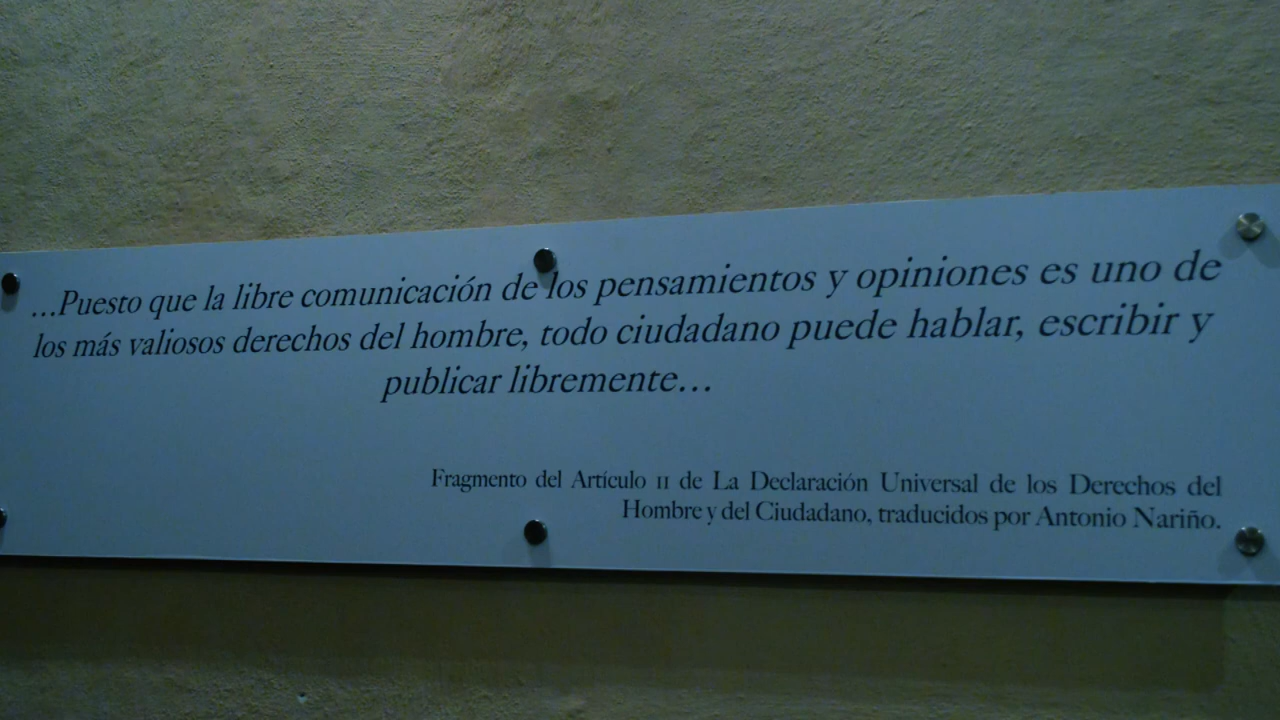 ...Puesto que la libre comunicación de los pensamientos y opiniones es uno de
los más valiosos derechos del hombre, todo ciudadano puede hablar, escribir y
publicar libremente...
Fragmento del Artículo 11 de La Declaración Universal de los Derechos del
Hombre y del Ciudadano, traducidos por Antonio Nariño.